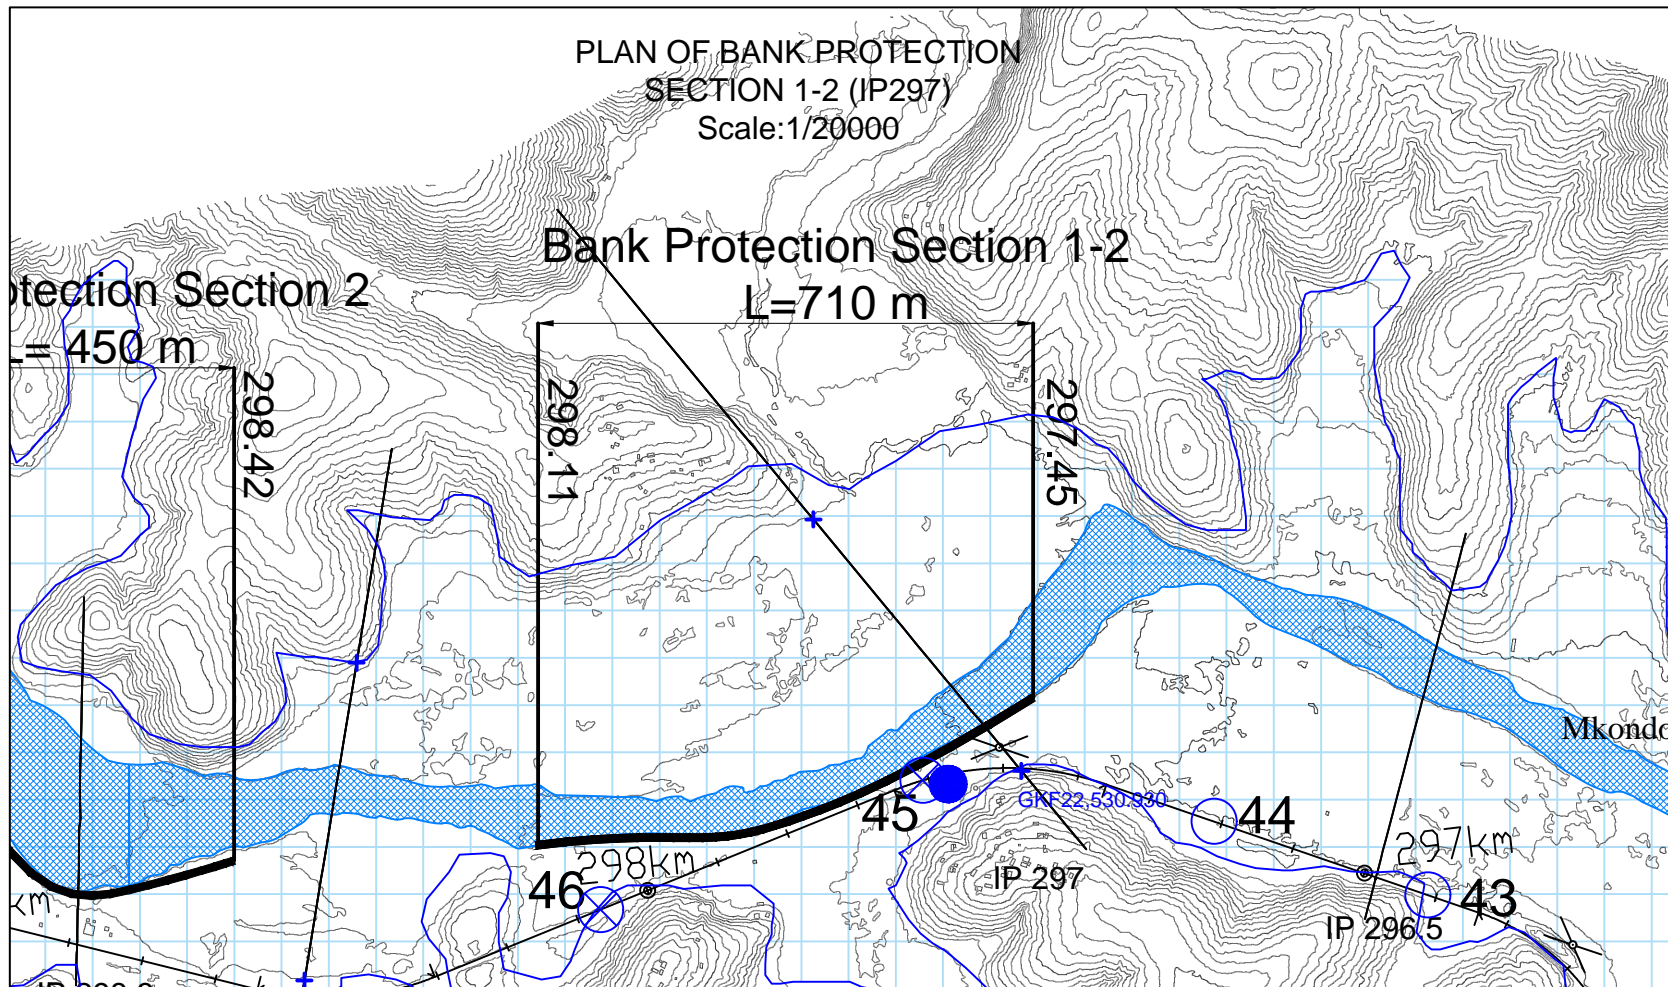 PLAN OF BANK PROTECTION
SECTION 1-2 (IP297)
Scale:1/20000
Bank Protection Section 1-2
L=710 m
otection Section 2
L= 450 m
298.42
298.11
297.45
Mkondo
45
GKF22,530.930
44
297km
298km
IP 297
46
43
IP 296.5
km